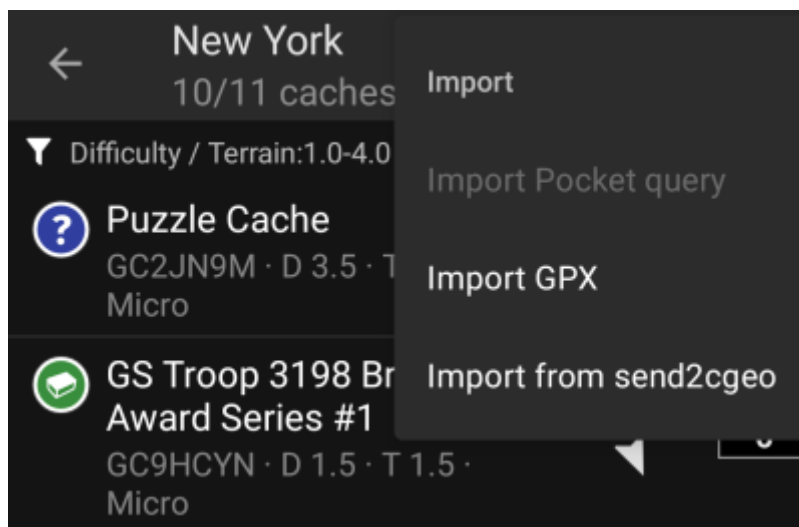 New York
10/11 caches
Difficulty / Terrain:1.0-4.0
Puzzle Cache
GC2JN9M · D 3.5 · T
Micro
GS Troop 3198 Br
Award Series #1
GC9HCYN · D 1.5 · T 1.5 ·
Micro
Import
Import Pocket query
Import GPX
Import from send2cgeo